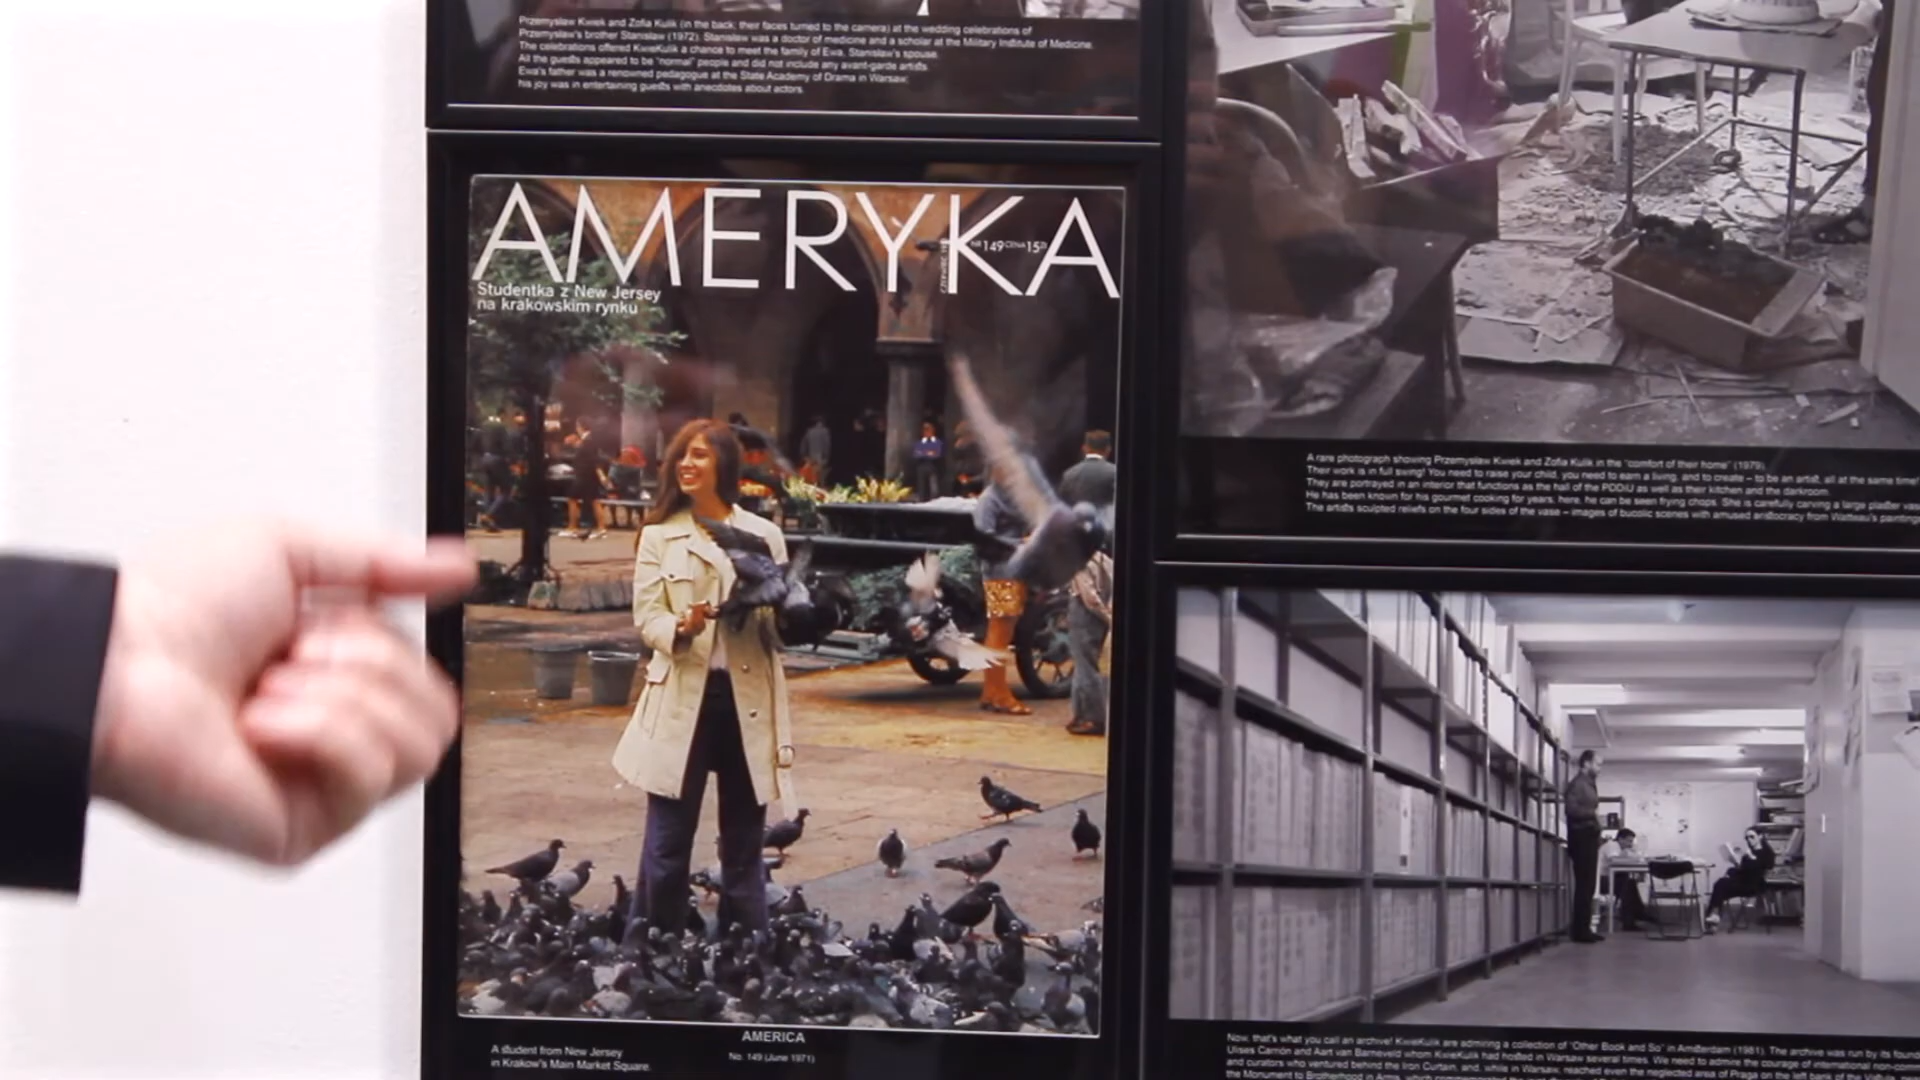 Przemysław Kwiek and Zofia Kulik (in the back; their faces turned to the camera) at the wedding celebrations of
Przemysław's brother Stanisław (1972). Stanisław was a doctor of medicine and a scholar at the Military Institute of Medicine.
The celebrations offered KwieKulik a chance to meet the family of Ewa, Stanisław's spouse.
All the guests appeared to be "normal" people and did not include any avant-garde artists.
Ewa's father was a renowned pedagogue at the State Academy of Drama in Warsaw;
his joy was in entertaining guests with anecdotes about actors.
AMERYKA
NR 149 CENA 15ZŁ
Studentka z New Jersey
na krakowskim rynku
AMERICA
No. 149 (June 1971)
A student from New Jersey
in Krakow's Main Market Square.
A rare photograph showing Przemysław Kwiek and Zofia Kulik in the "comfort of their home" (1979).
Their work is in full swing! You need to raise your child, you need to earn a living, and to create – to be an artist, all at the same time!
They are portrayed in an interior that functions as the hall of the PDDiU as well as their kitchen and the darkroom.
He has been known for his gourmet cooking for years, here, he can be seen frying chops. She is carefully carving a large plaster vase
The artists sculpted reliefs on the four sides of the vase – images of bucolic scenes with amused aristocracy from Watteau's paintings
Now, that's what you call an archive! KwieKulik are admiring a collection of "Other Book and So" in Amsterdam (1981). The archive was run by its
Ulises Carrión and Aart van Barneveld whom KwieKulik had hosted in Warsaw several times. We need to admire the courage of international
and curators who ventured behind the Iron Curtain, and, while in Warsaw, reached even the neglected area of Praga on the left bank of the
the Monument to Brotherhood in Arms, which commemorated the